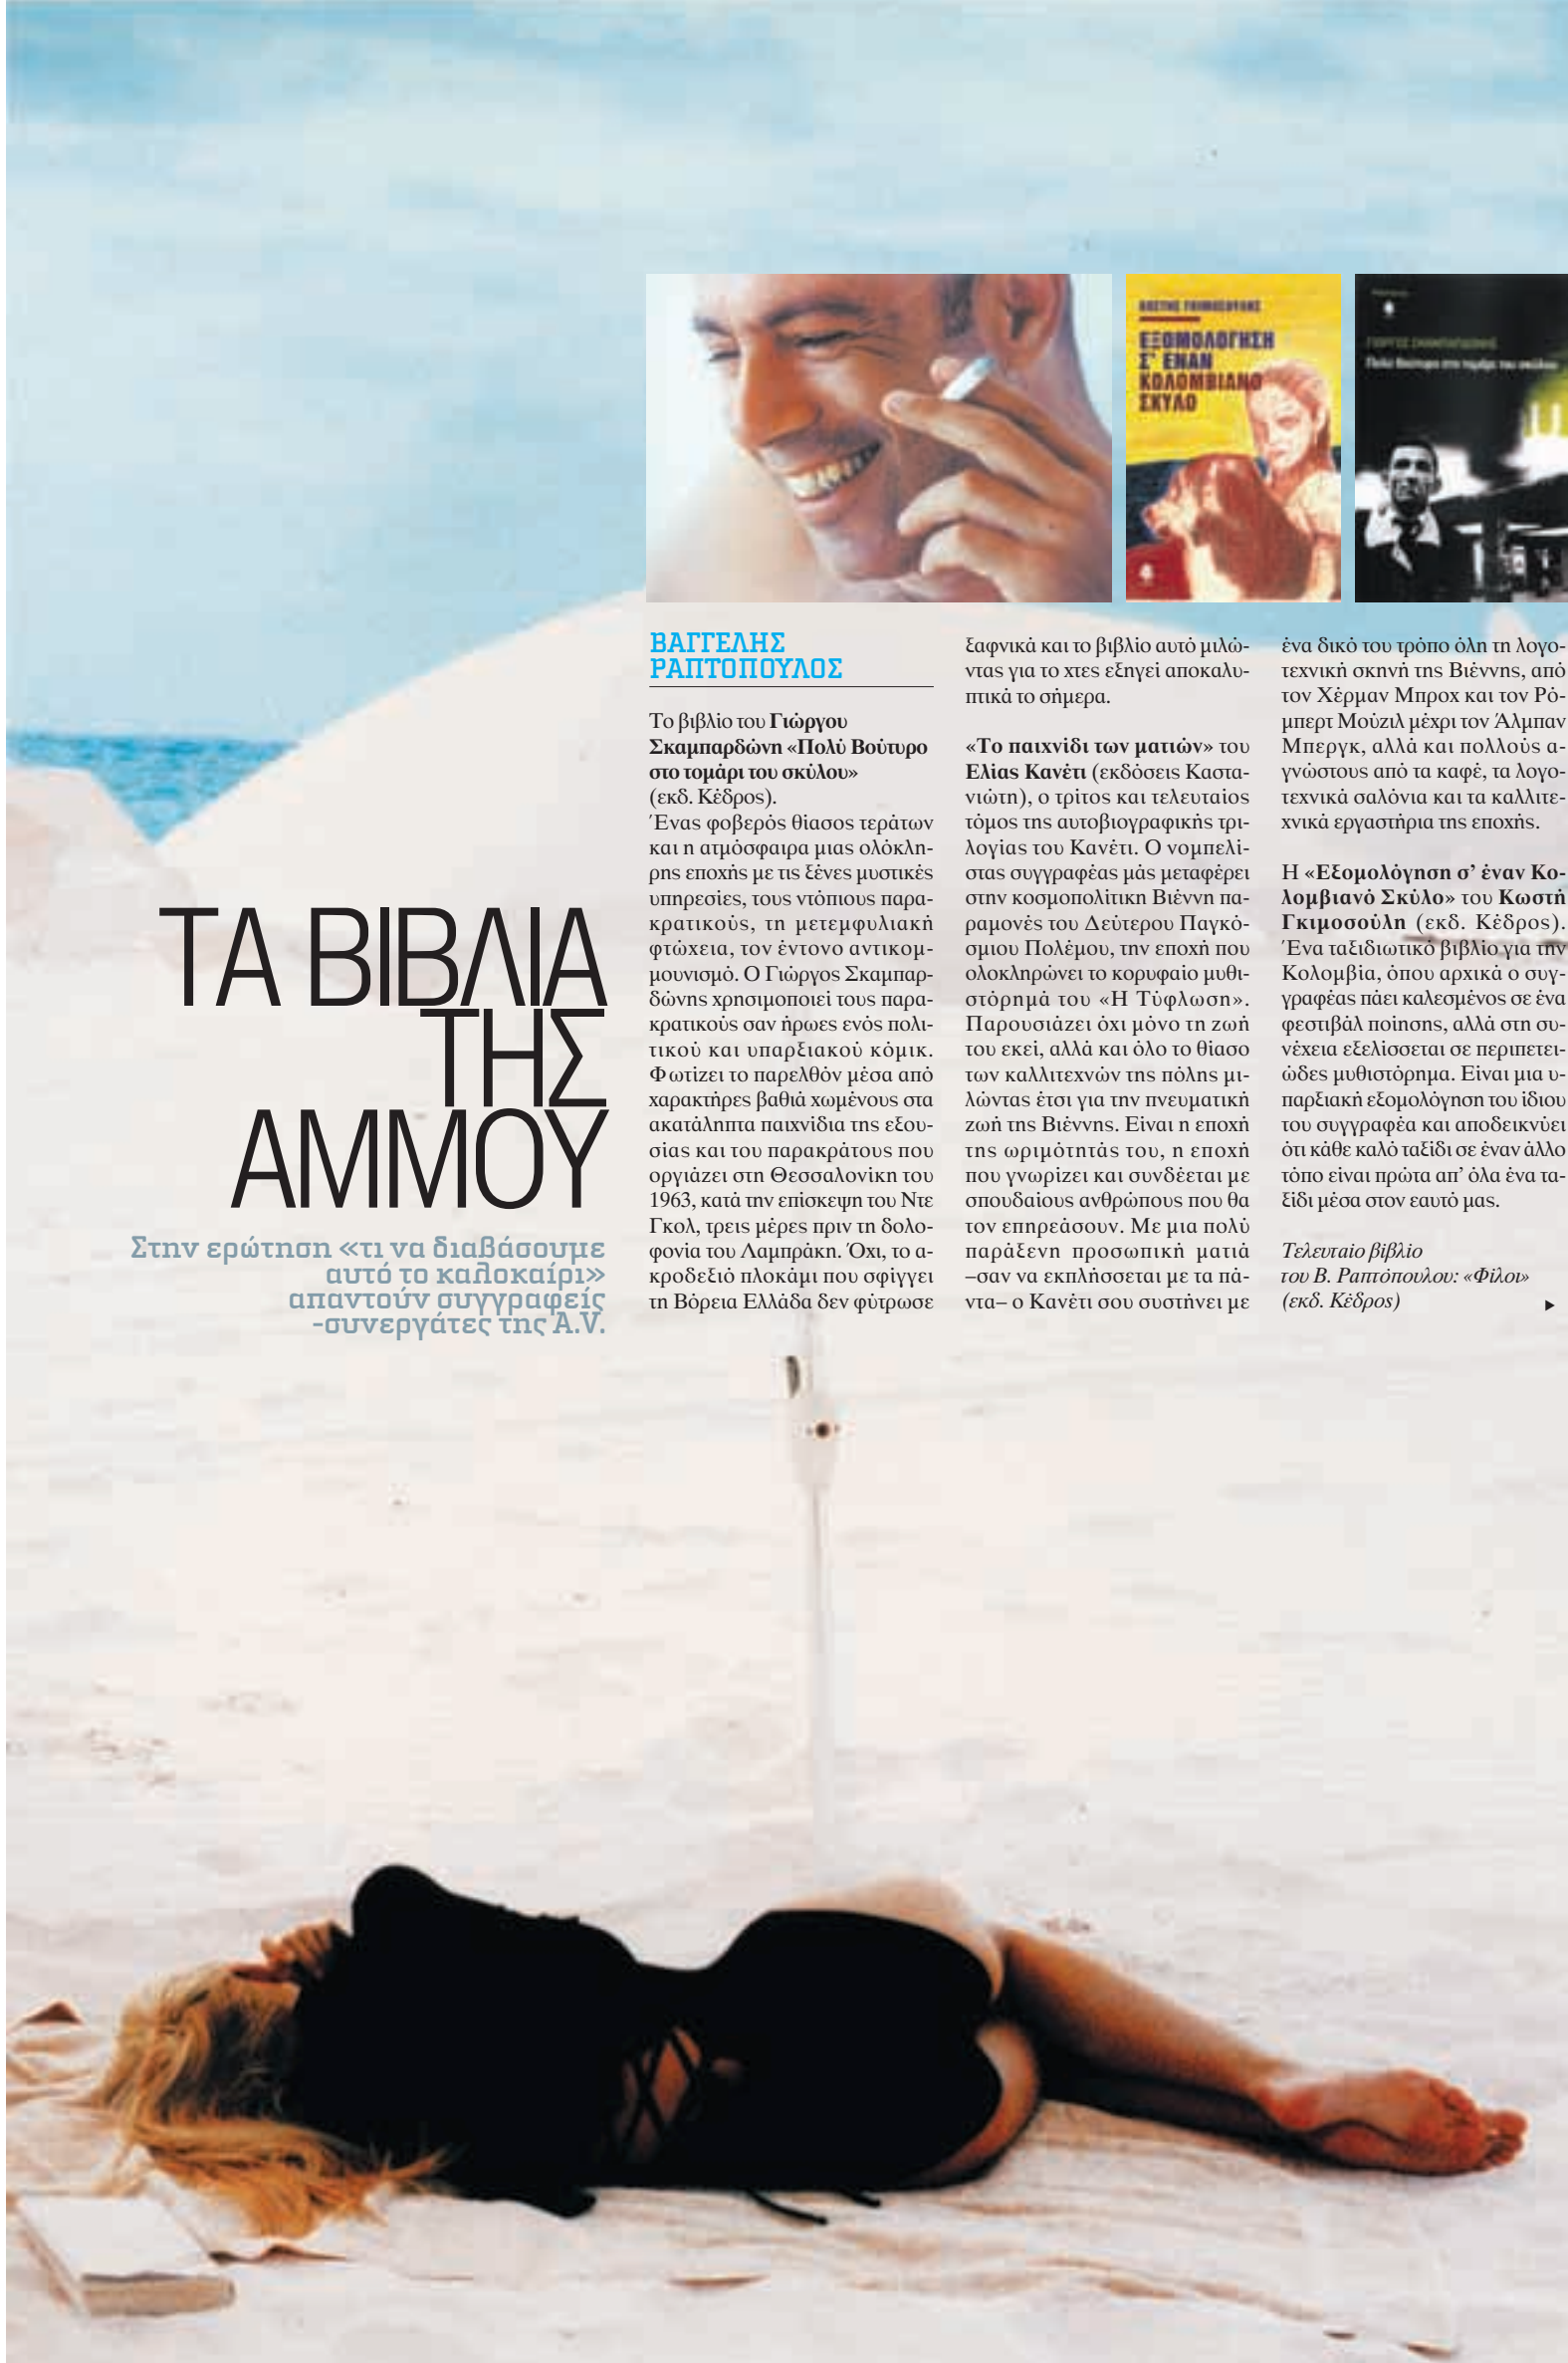 ΚΩΣΤΗΣ ΓΚΙΜΟΣΟΥΛΗΣ
ΕΞΟΜΟΛΟΓΗΣΗ
Σ' ΕΝΑΝ
ΚΟΛΟΜΒΙΑΝΟ
ΣΚΥΛΟ
ΓΙΩΡΓΟΣ ΣΚΑΜΠΑΡΔΩΝΗΣ
Πολύ βούτυρο στο τομάρι του σκύλου
ΤΑ ΒΙΒΛΙΑ
ΤΗΣ
ΑΜΜΟΥ
Στην ερώτηση «τι να διαβάσουμε
αυτό το καλοκαίρι»
απαντούν συγγραφείς
-συνεργάτες της A.V.
ΒΑΓΓΕΛΗΣ
ΡΑΠΤΟΠΟΥΛΟΣ
Το βιβλίο του Γιώργου
Σκαμπαρδώνη «Πολύ Βούτυρο
στο τομάρι του σκύλου»
(εκδ. Κέδρος).
Ένας φοβερός θίασος τεράτων
και η ατμόσφαιρα μιας ολόκλη-
ρης εποχής με τις ξένες μυστικές
υπηρεσίες, τους ντόπιους παρα-
κρατικούς, τη μετεμφυλιακή
φτώχεια, τον έντονο αντικομ-
μουνισμό. Ο Γιώργος Σκαμπαρ-
δώνης χρησιμοποιεί τους παρα-
κρατικούς σαν ήρωες ενός πολι-
τικού και υπαρξιακού κόμικ.
Φωτίζει το παρελθόν μέσα από
χαρακτήρες βαθιά χωμένους στα
ακατάληπτα παιχνίδια της εξου-
σίας και του παρακράτους που
οργιάζει στη Θεσσαλονίκη του
1963, κατά την επίσκεψη του Ντε
Γκολ, τρεις μέρες πριν τη δολο-
φονία του Λαμπράκη. Όχι, το α-
κροδεξιό πλοκάμι που σφίγγει
τη Βόρεια Ελλάδα δεν φύτρωσε
ξαφνικά και το βιβλίο αυτό μιλώ-
ντας για το χτες εξηγεί αποκαλυ-
πτικά το σήμερα.
«Το παιχνίδι των ματιών» του
Ελίας Κανέτι (εκδόσεις Καστα-
νιώτη), ο τρίτος και τελευταίος
τόμος της αυτοβιογραφικής τρι-
λογίας του Κανέτι. Ο νομπελί-
στας συγγραφέας μάς μεταφέρει
στην κοσμοπολίτικη Βιέννη πα-
ραμονές του Δεύτερου Παγκό-
σμιου Πολέμου, την εποχή που
ολοκληρώνει το κορυφαίο μυθι-
στόρημά του «Η Τύφλωση».
Παρουσιάζει όχι μόνο τη ζωή
του εκεί, αλλά και όλο το θίασο
των καλλιτεχνών της πόλης μι-
λώντας έτσι για την πνευματική
ζωή της Βιέννης. Είναι η εποχή
της ωριμότητάς του, η εποχή
που γνωρίζει και συνδέεται με
σπουδαίους ανθρώπους που θα
τον επηρεάσουν. Με μια πολύ
παράξενη προσωπική ματιά
–σαν να εκπλήσσεται με τα πά-
ντα– ο Κανέτι σου συστήνει με
ένα δικό του τρόπο όλη τη λογο-
τεχνική σκηνή της Βιέννης, από
τον Χέρμαν Μπροχ και τον Ρό-
μπερτ Μούζιλ μέχρι τον Άλμπαν
Μπεργκ, αλλά και πολλούς α-
γνώστους από τα καφέ, τα λογο-
τεχνικά σαλόνια και τα καλλιτε-
χνικά εργαστήρια της εποχής.
Η «Εξομολόγηση σ' έναν Κο-
λομβιανό Σκύλο» του Κωστή
Γκιμοσούλη (εκδ. Κέδρος).
Ένα ταξιδιωτικό βιβλίο για την
Κολομβία, όπου αρχικά ο συγ-
γραφέας πάει καλεσμένος σε ένα
φεστιβάλ ποίησης, αλλά στη συ-
νέχεια εξελίσσεται σε περιπετει-
ώδες μυθιστόρημα. Είναι μια υ-
παρξιακή εξομολόγηση του ίδιου
του συγγραφέα και αποδεικνύει
ότι κάθε καλό ταξίδι σε έναν άλλο
τόπο είναι πρώτα απ' όλα ένα τα-
ξίδι μέσα στον εαυτό μας.
Τελευταίο βιβλίο
του Β. Ραπτόπουλου: «Φίλοι»
(εκδ. Κέδρος)